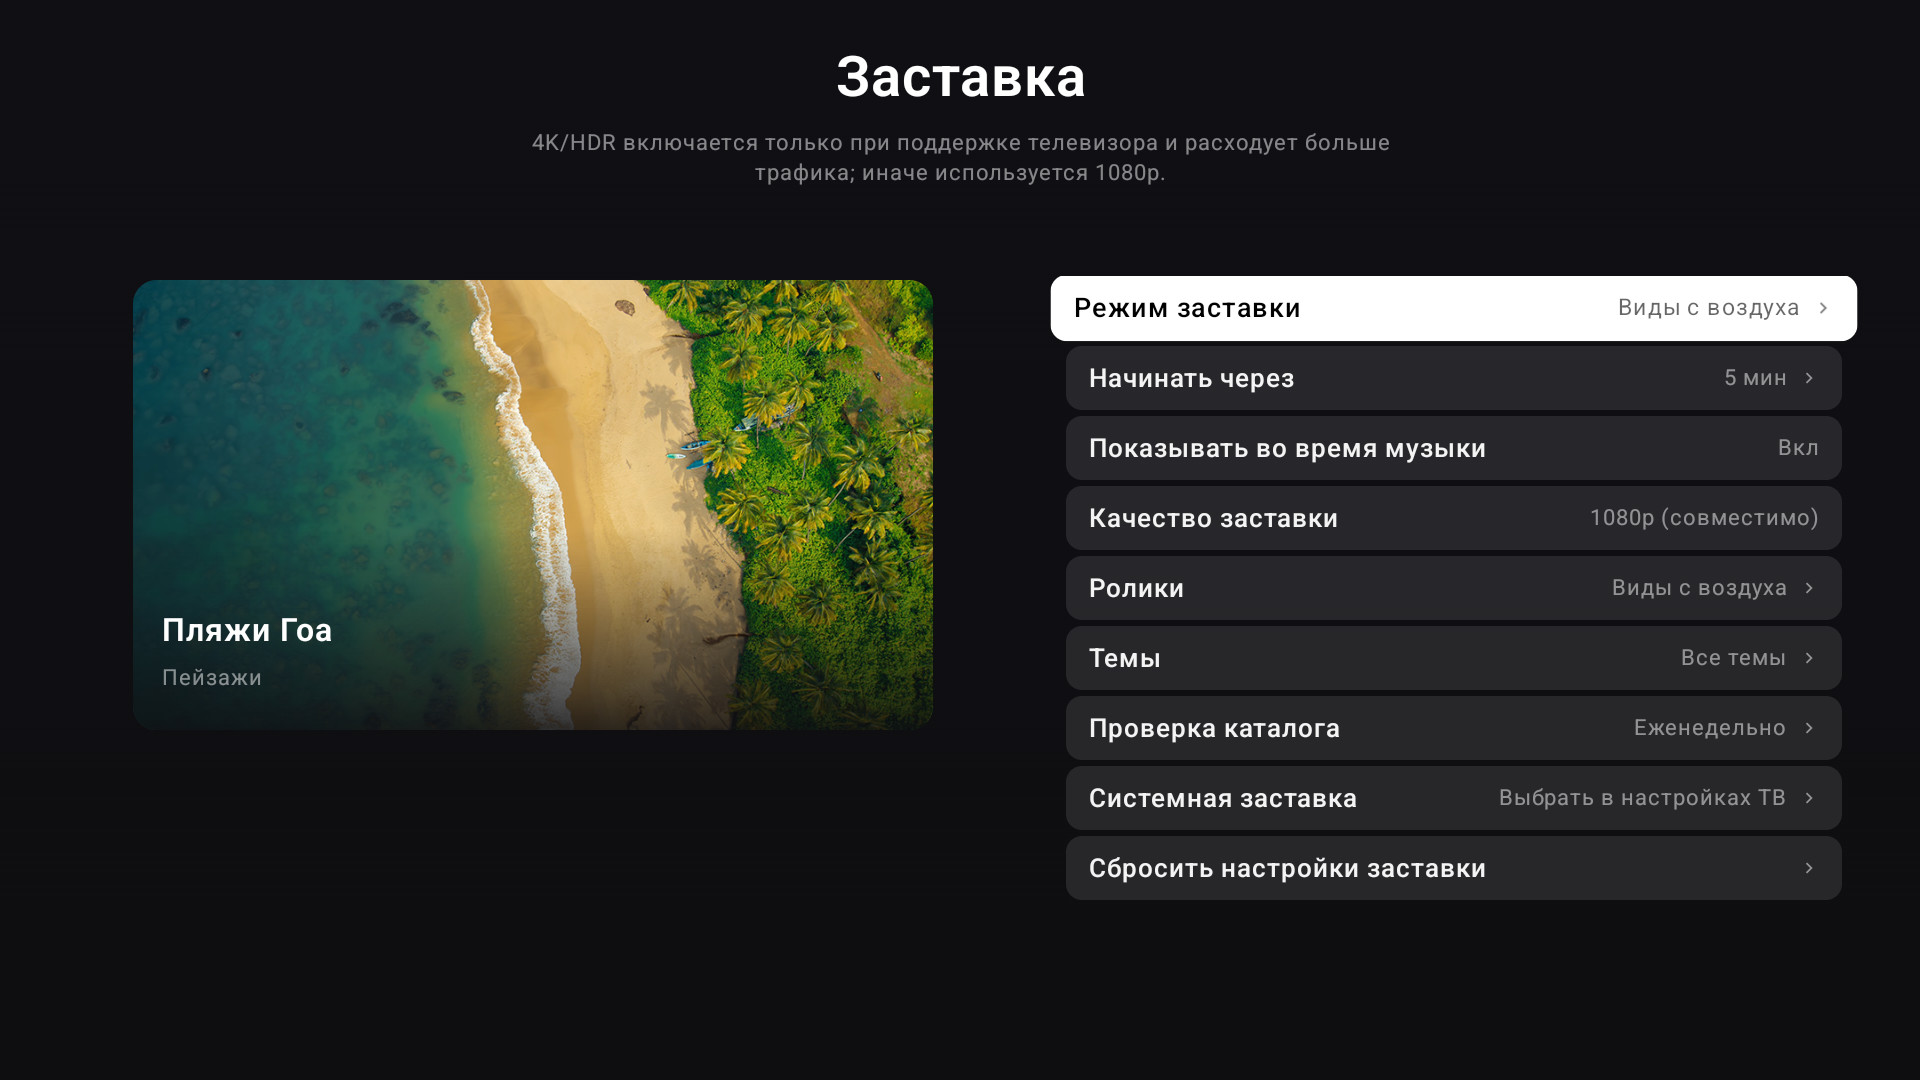 Заставка
4K/HDR включается только при поддержке телевизора и расходует больше
трафика; иначе используется 1080p.
Пляжи Гоа
Пейзажи
Режим заставки Виды с воздуха
Начинать через 5 мин
Показывать во время музыки Вкл
Качество заставки 1080p (совместимо)
Ролики Виды с воздуха
Темы Все темы
Проверка каталога Еженедельно
Системная заставка Выбрать в настройках ТВ
Сбросить настройки заставки